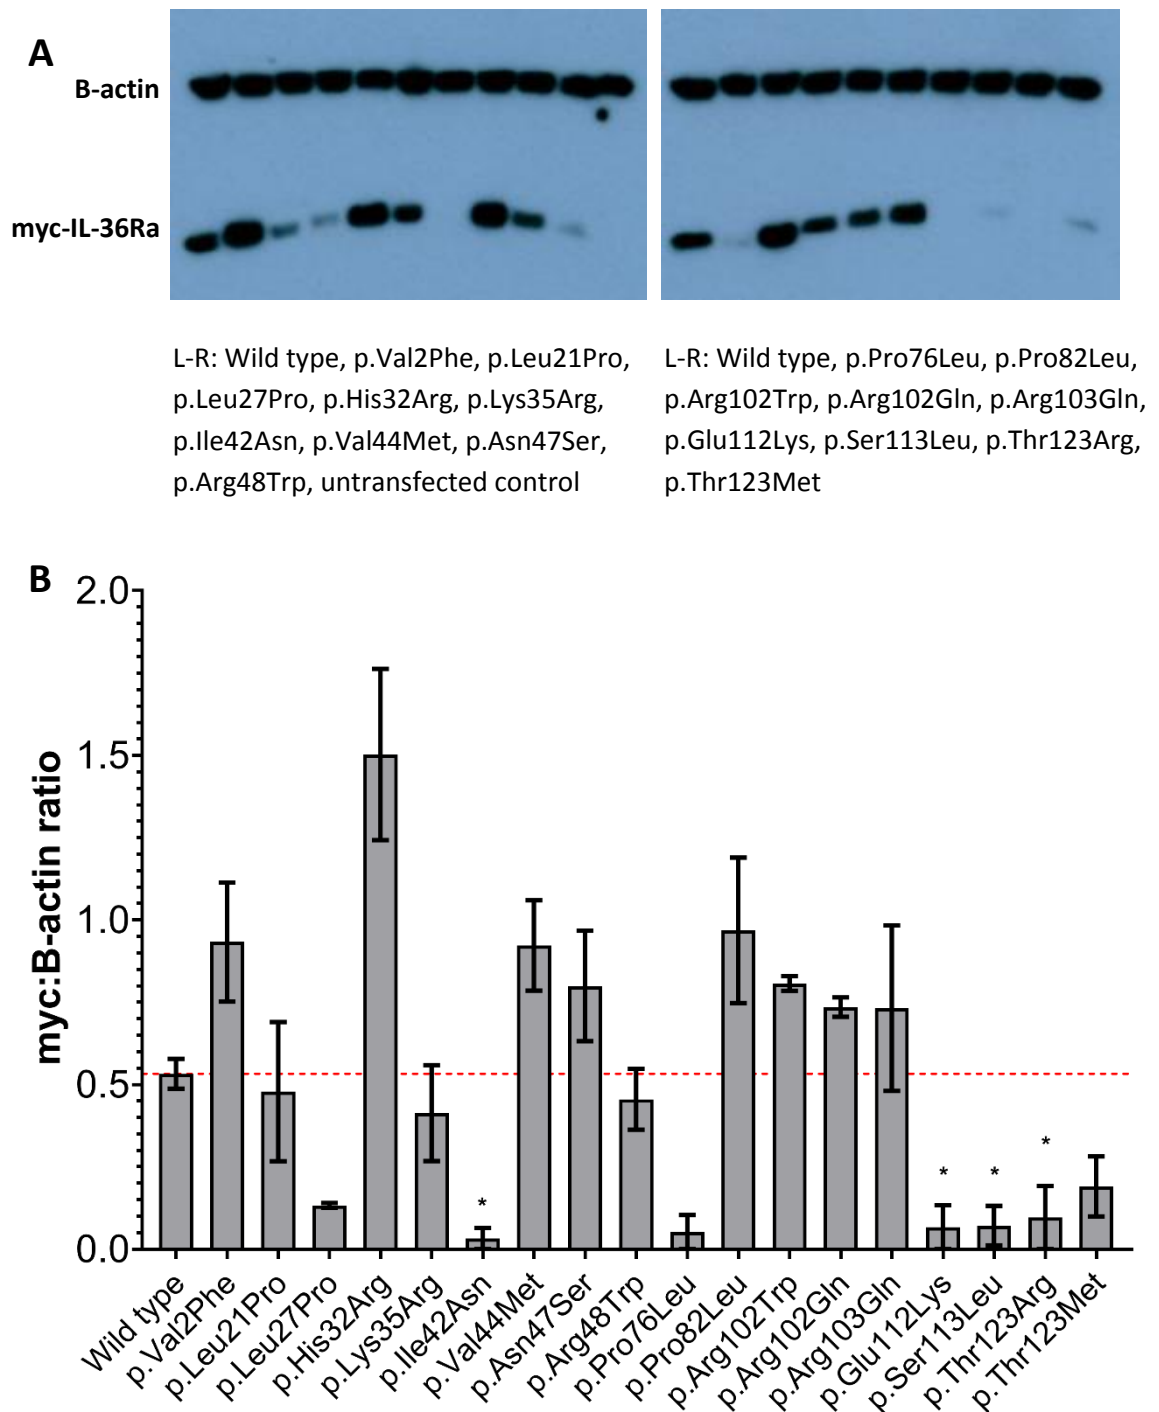 A
B-actin
myc-IL-36Ra
L-R: Wild type, p.Val2Phe, p.Leu21Pro,
p.Leu27Pro, p.His32Arg, p.Lys35Arg,
p.Ile42Asn, p.Val44Met, p.Asn47Ser,
p.Arg48Trp, untransfected control
L-R: Wild type, p.Pro76Leu, p.Pro82Leu,
p.Arg102Trp, p.Arg102Gln, p.Arg103Gln,
p.Glu112Lys, p.Ser113Leu, p.Thr123Arg,
p.Thr123Met
B
myc:B-actin ratio
2.0
1.5
1.0
0.5
0.0
*
*
*
*
Wild type
p.Val2Phe
p.Leu21Pro
p.Leu27Pro
p.His32Arg
p.Lys35Arg
p.Ile42Asn
p.Val44Met
p.Asn47Ser
p.Arg48Trp
p.Pro76Leu
p.Pro82Leu
p.Arg102Trp
p.Arg102Gln
p.Arg103Gln
p.Glu112Lys
p.Ser113Leu
p.Thr123Arg
p.Thr123Met